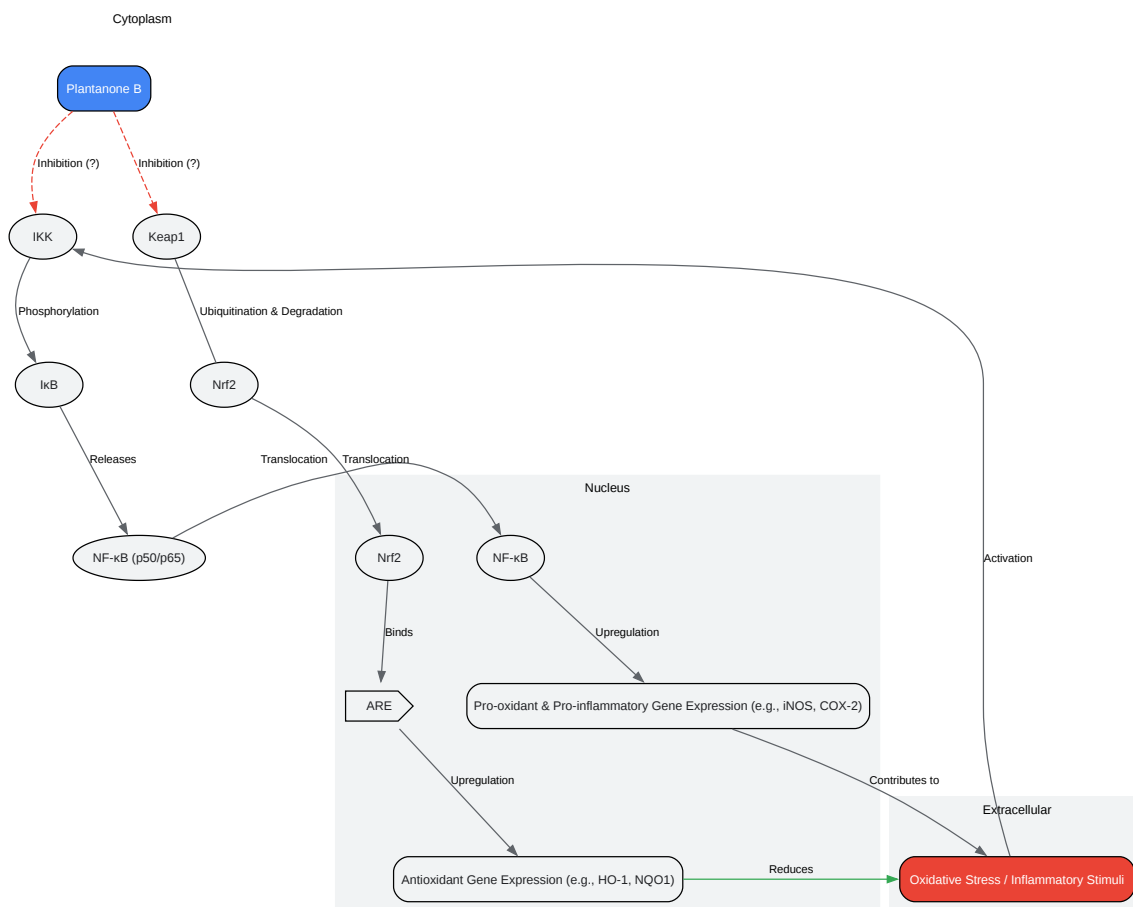 Cytoplasm
Plantanone B
Inhibition (?)
Inhibition (?)
IKK
Keap1
Phosphorylation
Ubiquitination & Degradation
IκB
Nrf2
Releases
Translocation
Translocation
Nucleus
NF-κB (p50/p65)
Nrf2
NF-κB
Activation
Binds
Upregulation
ARE
Pro-oxidant & Pro-inflammatory Gene Expression (e.g., iNOS, COX-2)
Upregulation
Contributes to
Extracellular
Reduces
Antioxidant Gene Expression (e.g., HO-1, NQO1)
Oxidative Stress / Inflammatory Stimuli